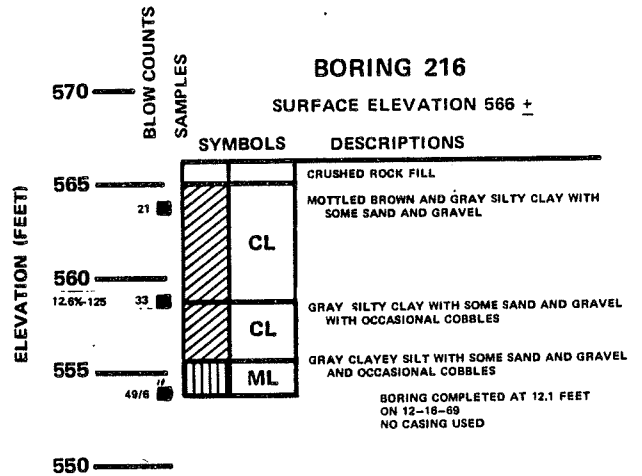 BORING 216
SURFACE ELEVATION 566 ±
BLOW COUNTS
SAMPLES
SYMBOLS
DESCRIPTIONS
ELEVATION (FEET)
570
565
560
555
550
CRUSHED ROCK FILL
21
CL
MOTTLED BROWN AND GRAY SILTY CLAY WITH
SOME SAND AND GRAVEL
12.6%-125 33
CL
GRAY SILTY CLAY WITH SOME SAND AND GRAVEL
WITH OCCASIONAL COBBLES
49/6
ML
GRAY CLAYEY SILT WITH SOME SAND AND GRAVEL
AND OCCASIONAL COBBLES
BORING COMPLETED AT 12.1 FEET
ON 12-16-69
NO CASING USED